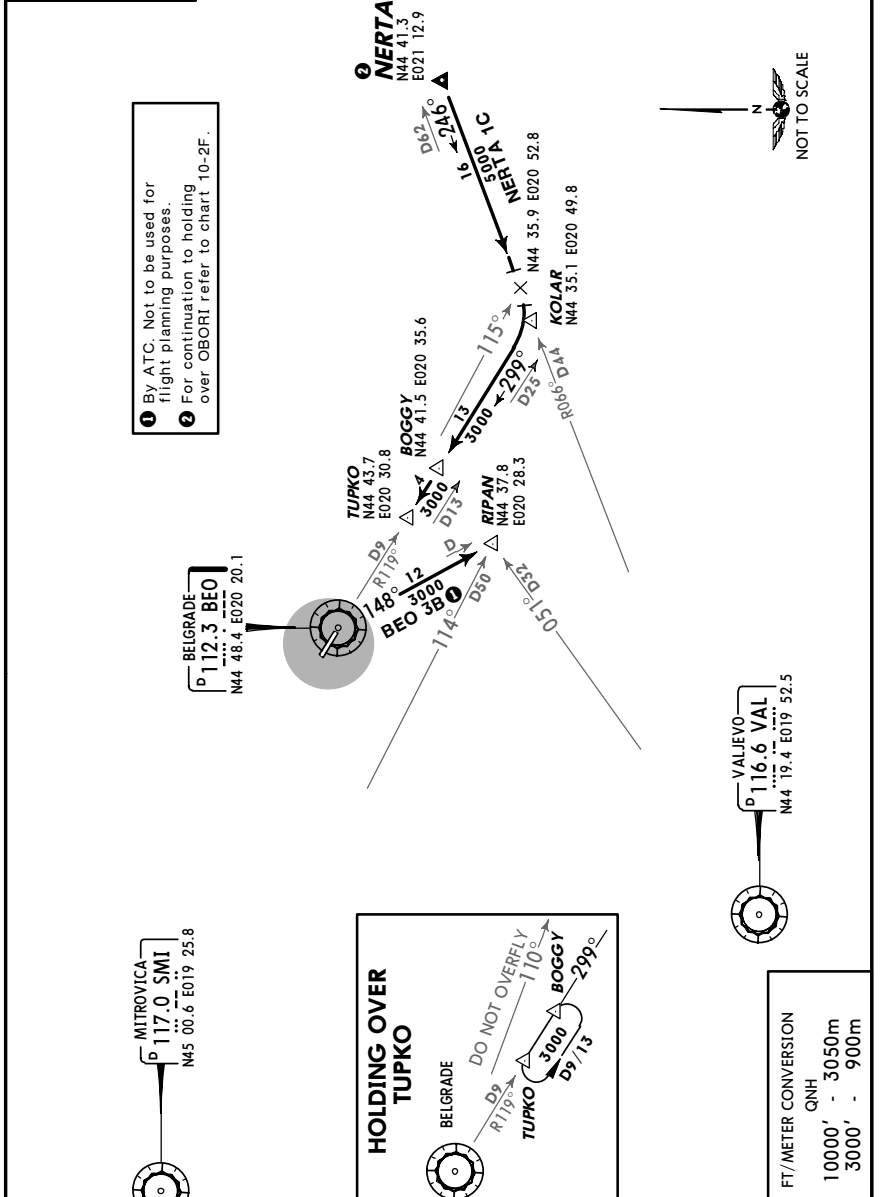 ❶ By ATC. Not to be used for
flight planning purposes.
❷ For continuation to holding
over OBORI refer to chart 10-2F.
❷
NERTA
N44 41.3
E021 12.9
D62
246°
16
5000
NERTA 1C
N44 35.9 E020 52.8
KOLAR
N44 35.1 E020 49.8
NOT TO SCALE
N
115°
299°
13
3000
D25
R066° D44
BOGGY
N44 41.5 E020 35.6
4
3000
D13
TUPKO
N44 43.7
E020 30.8
D9
R119°
RIPAN
N44 37.8
E020 28.3
D
148°
12
3000
BEO 3B ❶
114°
D50
051° D32
BELGRADE
D 112.3 BEO
N44 48.4 E020 20.1
MITROVICA
D 117.0 SMI
N45 00.6 E019 25.8
VALJEVO
D 116.6 VAL
N44 19.4 E019 52.5
HOLDING OVER
TUPKO
BELGRADE
DO NOT OVERFLY
110°
D9
R119°
TUPKO
BOGGY
299°
3000
D9/13
FT/METER CONVERSION
QNH
10000' - 3050m
3000' - 900m